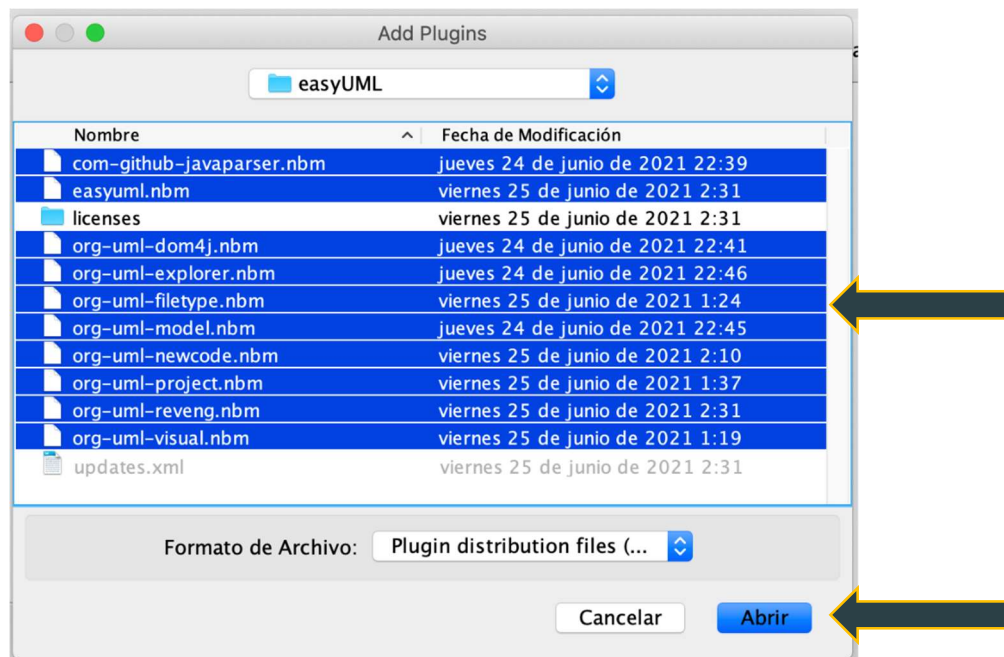 Add Plugins
easyUML
Nombre Fecha de Modificación
com-github-javaparser.nbm jueves 24 de junio de 2021 22:39
easyuml.nbm viernes 25 de junio de 2021 2:31
licenses viernes 25 de junio de 2021 2:31
org-uml-dom4j.nbm jueves 24 de junio de 2021 22:41
org-uml-explorer.nbm jueves 24 de junio de 2021 22:46
org-uml-filetype.nbm viernes 25 de junio de 2021 1:24
org-uml-model.nbm jueves 24 de junio de 2021 22:45
org-uml-newcode.nbm viernes 25 de junio de 2021 2:10
org-uml-project.nbm viernes 25 de junio de 2021 1:37
org-uml-reveng.nbm viernes 25 de junio de 2021 2:31
org-uml-visual.nbm viernes 25 de junio de 2021 1:19
updates.xml viernes 25 de junio de 2021 2:31
Formato de Archivo: Plugin distribution files (...
Cancelar Abrir